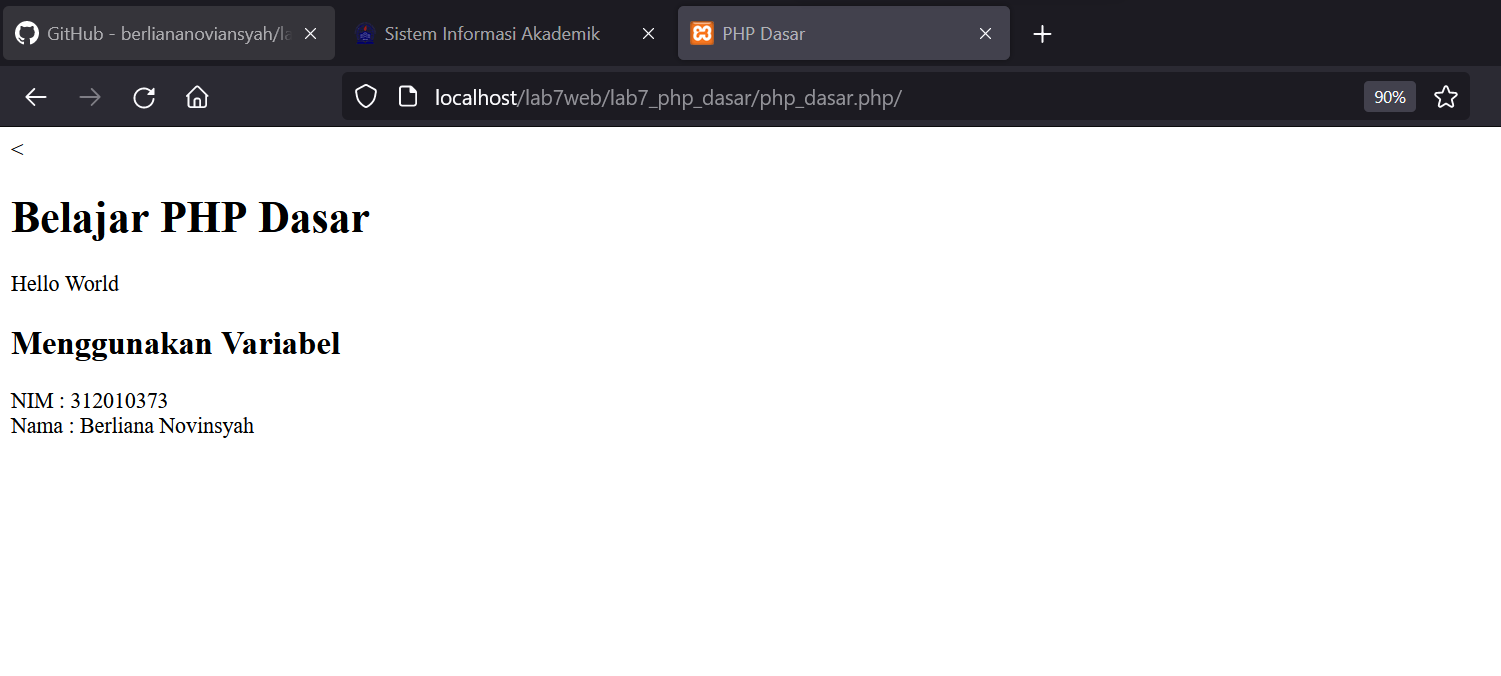 GitHub - berliananoviansyah/la
Sistem Informasi Akademik
PHP Dasar
localhost/lab7web/lab7_php_dasar/php_dasar.php/
90%
<
Belajar PHP Dasar
Hello World
Menggunakan Variabel
NIM : 312010373
Nama : Berliana Novinsyah